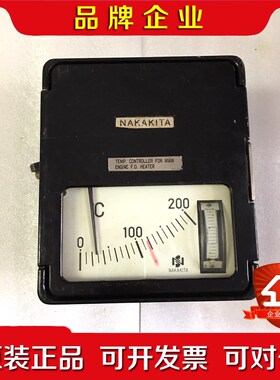 品牌企业
NAKAKITA
TEMP. CONTROLLER FOR MAIN
ENGINE F.O. HEATER
°C
0
100
200
NAKAKITA
企业
原装正品 可开发票 可对